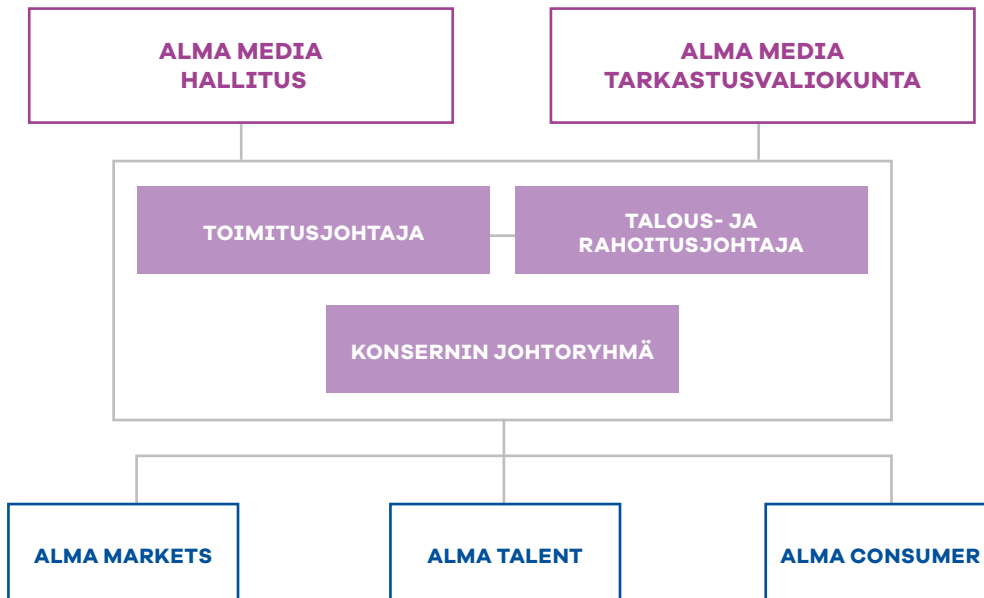 ALMA MEDIA
HALLITUS
ALMA MEDIA
TARKASTUSVALIOKUNTA
TOIMITUSJOHTAJA
TALOUS- JA
RAHOITUSJOHTAJA
KONSERNIN JOHTORYHMÄ
ALMA MARKETS
ALMA TALENT
ALMA CONSUMER